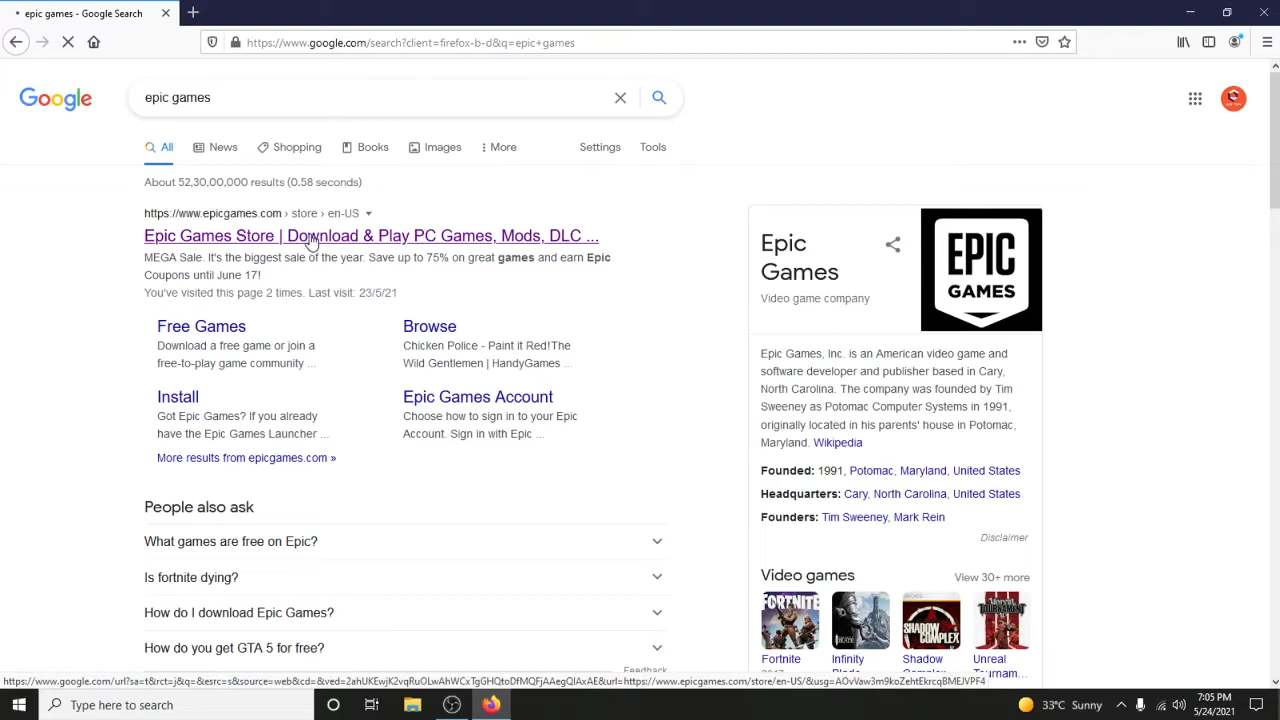 epic games - Google Search
https://www.google.com/search?client=firefox-b-d&q=epic+games
Google
epic games
All
News
Shopping
Books
Images
More
Settings
Tools
About 52,30,00,000 results (0.58 seconds)
https://www.epicgames.com › store › en-US
Epic Games Store | Download & Play PC Games, Mods, DLC ...
MEGA Sale. It's the biggest sale of the year. Save up to 75% on great games and earn Epic
Coupons until June 17!
You've visited this page 2 times. Last visit: 23/5/21
Free Games
Download a free game or join a
free-to-play game community ...
Browse
Chicken Police - Paint it Red!The
Wild Gentlemen | HandyGames ...
Install
Got Epic Games? If you already
have the Epic Games Launcher ...
Epic Games Account
Choose how to sign in to your Epic
Account. Sign in with Epic ...
More results from epicgames.com »
People also ask
What games are free on Epic?
Is fortnite dying?
How do I download Epic Games?
How do you get GTA 5 for free?
Feedback
Epic
Games
Video game company
EPIC
GAMES
Epic Games, Inc. is an American video game and
software developer and publisher based in Cary,
North Carolina. The company was founded by Tim
Sweeney as Potomac Computer Systems in 1991,
originally located in his parents' house in Potomac,
Maryland. Wikipedia
Founded: 1991, Potomac, Maryland, United States
Headquarters: Cary, North Carolina, United States
Founders: Tim Sweeney, Mark Rein
Disclaimer
Video games
View 30+ more
FORTNITE
SHADOW
COMPLEX
Fortnite
Infinity
Shadow
Unreal
Tournam...
Type here to search
33°C Sunny
7:05 PM
5/24/2021